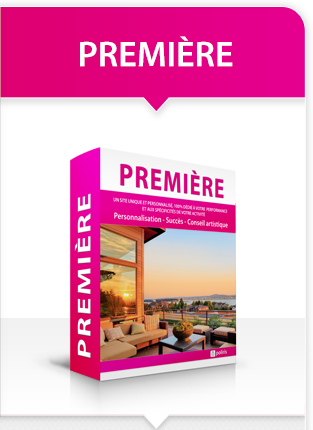 PREMIÈRE
PREMIÈRE
UN SITE UNIQUE ET PERSONNALISÉ, 100% DÉDIÉ À VOTRE PERFORMANCE
ET AUX SPÉCIFICITÉS DE VOTRE ACTIVITÉ
Personnalisation - Succès - Conseil artistique
PREMIÈRE